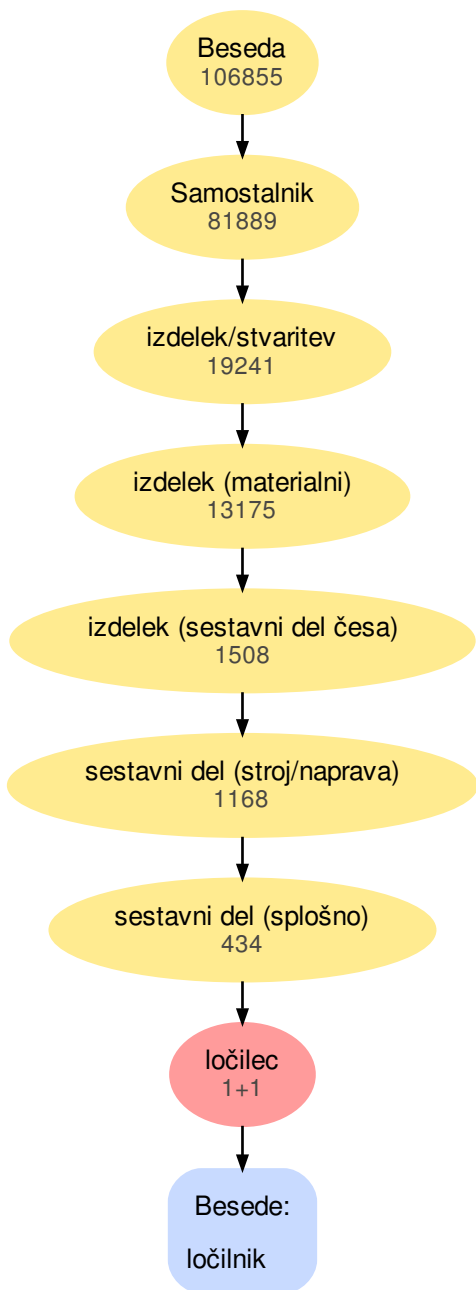 Beseda
106855
Samostalnik
81889
izdelek/stvaritev
19241
izdelek (materialni)
13175
izdelek (sestavni del česa)
1508
sestavni del (stroj/naprava)
1168
sestavni del (splošno)
434
ločilec
1+1
Besede:
ločilnik